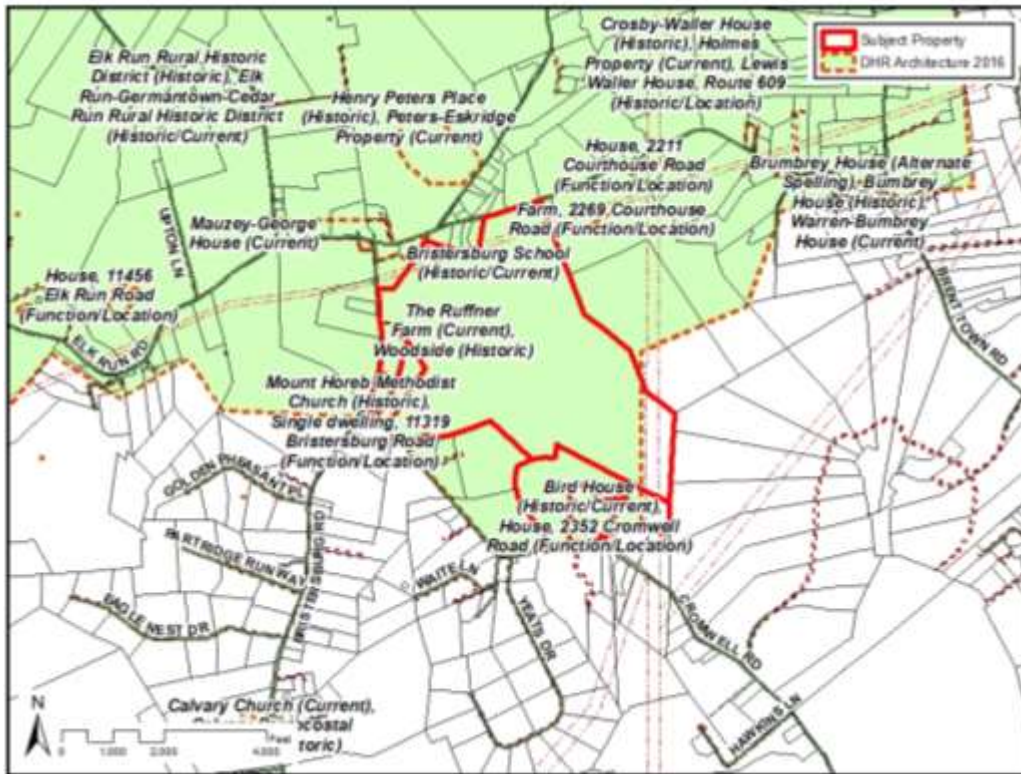 Elk Run Rural Historic
District (Historic), Elk
Run-Germantown-Cedar
Run Rural Historic District
(Historic/Current)
Henry Peters Place
(Historic), Peters-Eskridge
Property (Current)
Crosby-Waller House
(Historic), Holmes
Property (Current), Lewis
Waller House, Route 609
(Historic/Location)
Subject Property
DHR Architecture 2016
House, 2211
Courthouse Road
(Function/Location)
Brumbrey House (Alternate
Spelling), Bumbrey
House (Historic),
Warren-Bumbrey
House (Current)
Farm, 2269 Courthouse
Road (Function/Location)
Mauzey-George
House (Current)
UPTON LN
Bristersburg School
(Historic/Current)
House, 11456
Elk Run Road
(Function/Location)
ELK RUN RD
BRENT TOWN RD
The Ruffner
Farm (Current),
Woodside (Historic)
Mount Horeb Methodist
Church (Historic),
Single dwelling, 11319
Bristersburg Road
(Function/Location)
GOLDEN PHEASANT PL
Bird House
(Historic/Current),
House, 2352 Cromwell
Road (Function/Location)
PARTRIDGE RUN WAY
BRISTERSBURG RD
EAGLE NEST DR
WAITE LN
YEATS DR
CROMWELL RD
HAWKINS LN
Calvary Church (Current),
N
0 1,000 2,000 4,000
Feet